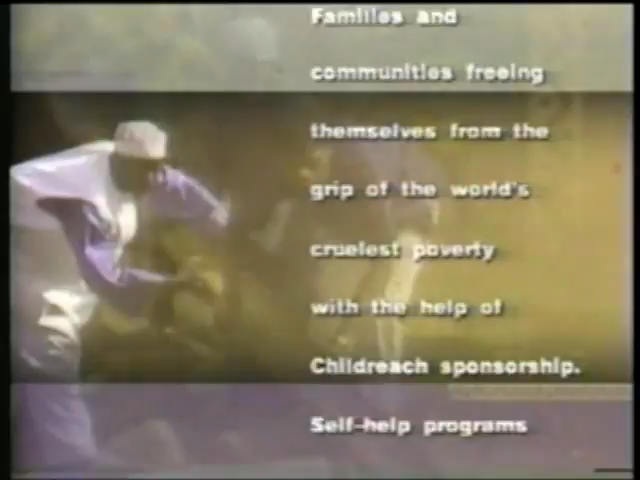 Families and
communities freeing
themselves from the
grip of the world's
cruelest poverty
with the help of
Childreach sponsorship.
Self-help programs